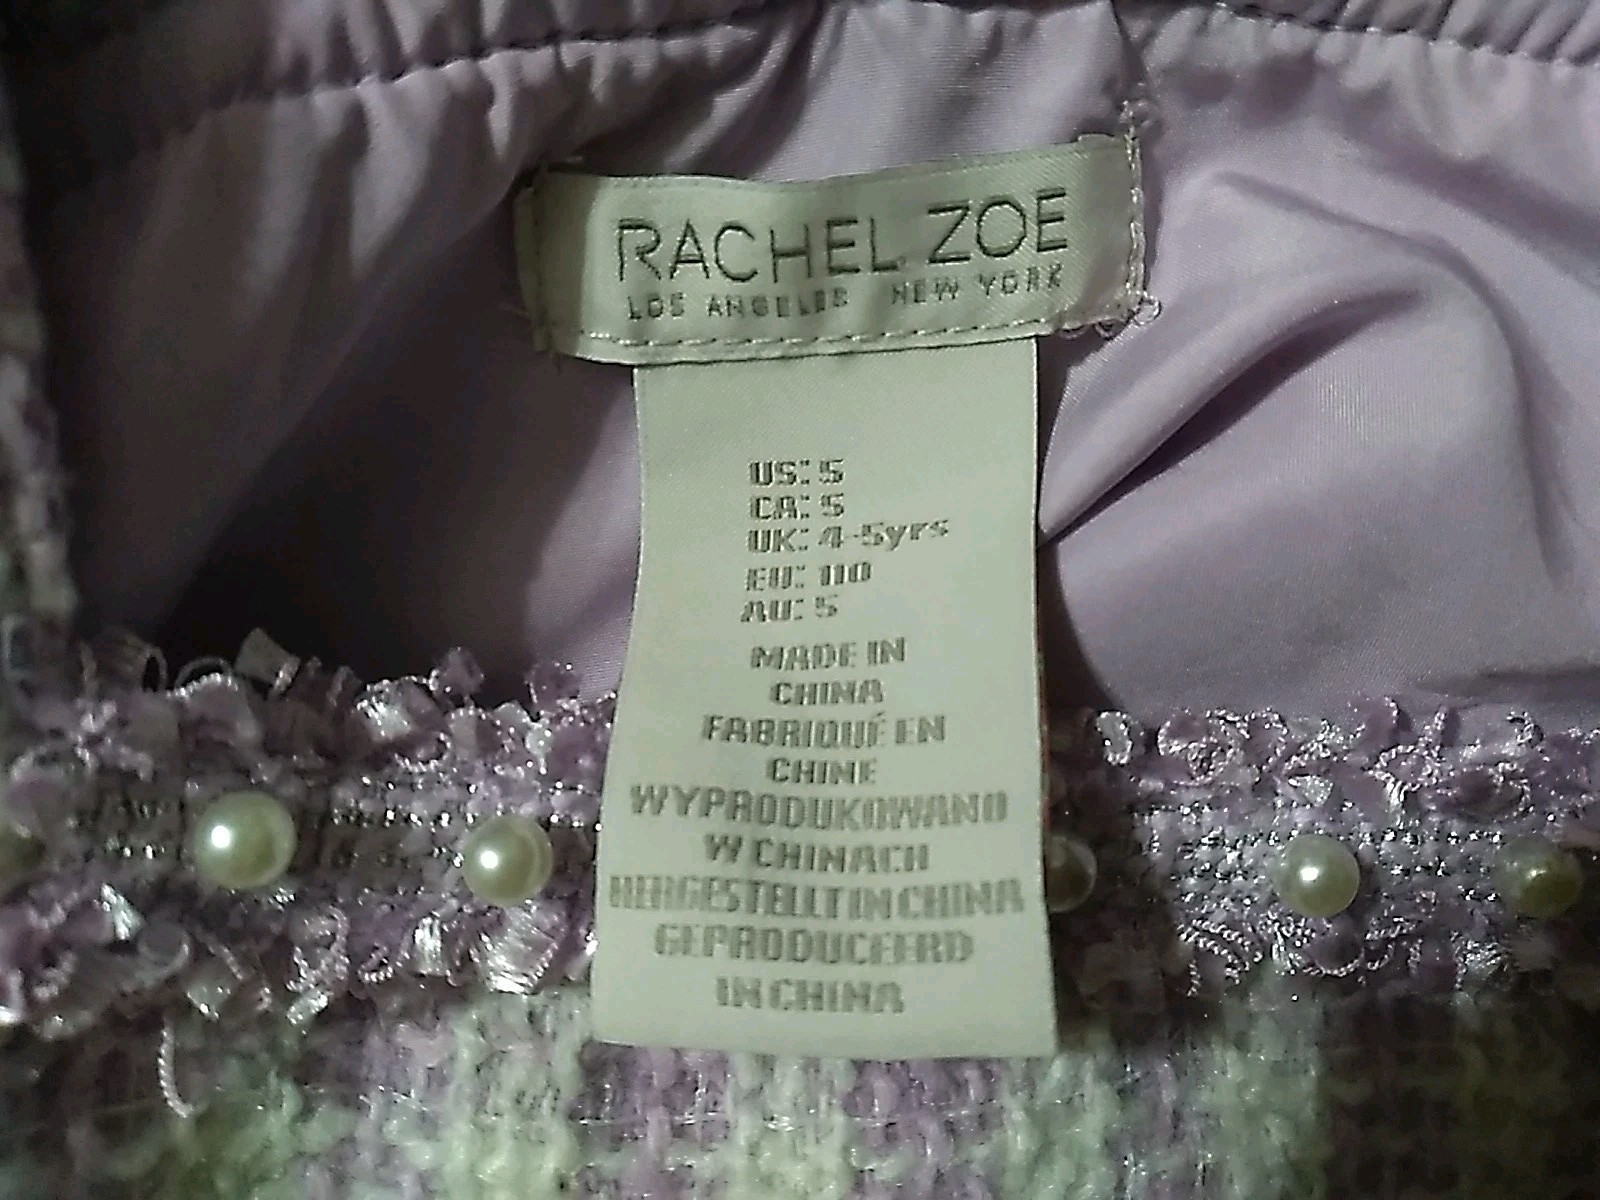 RACHEL ZOE
LOS ANGELES NEW YORK
US: 5
CA: 5
UK: 4-5yrs
EU: 110
AU: 5
MADE IN
CHINA
FABRIQUÉ EN
CHINE
WYPRODUKOWANO
W CHINACH
HERGESTELLT IN CHINA
GEPRODUCEERD
IN CHINA